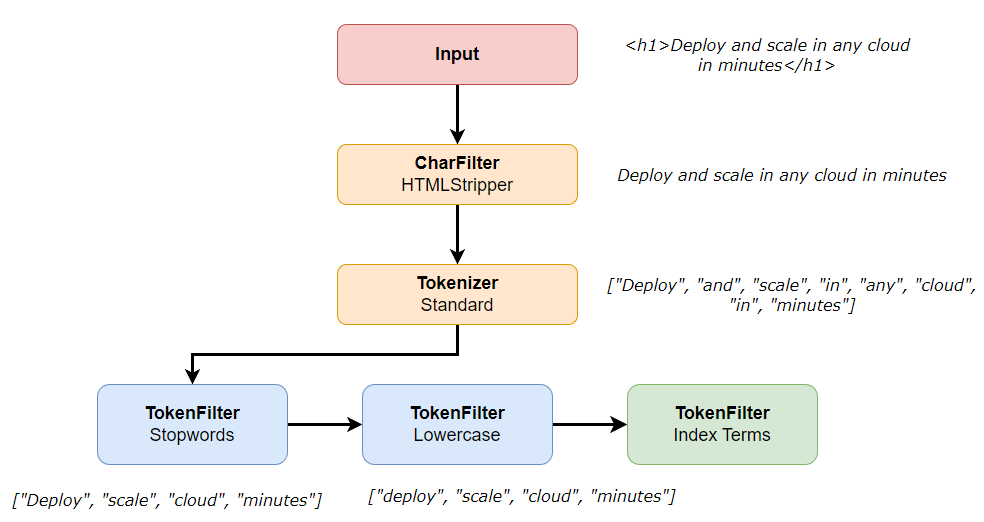 Input
<h1>Deploy and scale in any cloud
in minutes</h1>
CharFilter
HTMLStripper
Deploy and scale in any cloud in minutes
Tokenizer
Standard
["Deploy", "and", "scale", "in", "any", "cloud",
"in", "minutes"]
TokenFilter
Stopwords
TokenFilter
Lowercase
TokenFilter
Index Terms
["Deploy", "scale", "cloud", "minutes"]
["deploy", "scale", "cloud", "minutes"]